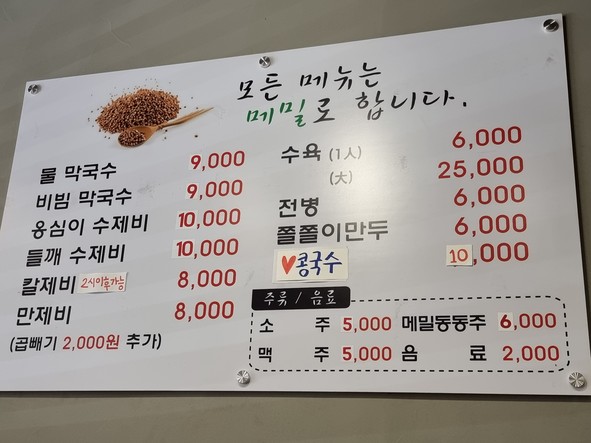 모든 메뉴는
메밀로 합니다.
물 막국수 9,000
비빔 막국수 9,000
옹심이 수제비 10,000
들깨 수제비 10,000
칼제비 2시이후가능 8,000
만제비 8,000
(곱빼기 2,000원 추가)
수육 (1人) 6,000
(大) 25,000
전병 6,000
쫄쫄이만두 6,000
♥콩국수 10,000
주류 / 음료
소 주 5,000 메밀동동주 6,000
맥 주 5,000 음 료 2,000